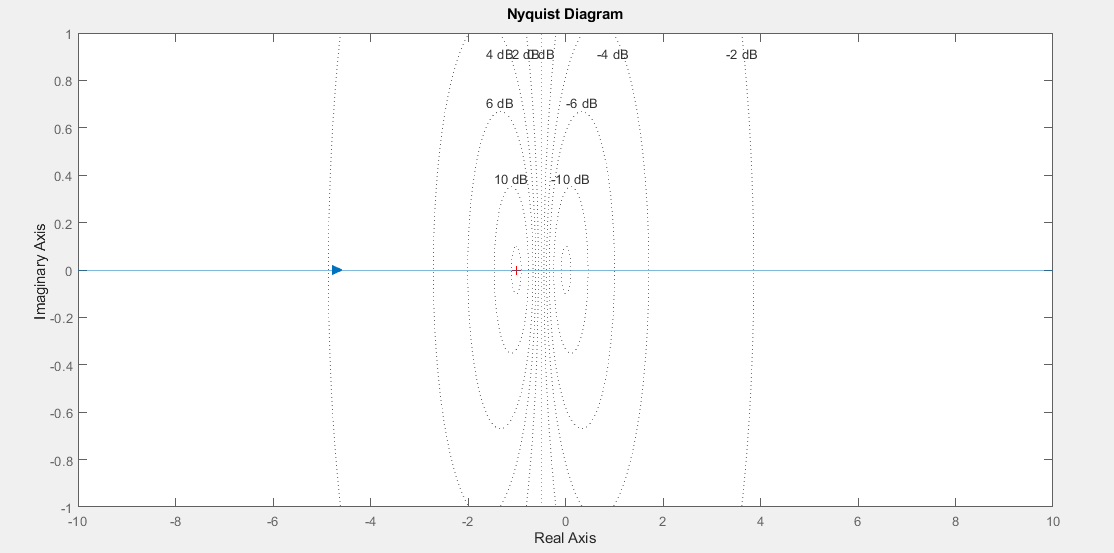 Nyquist Diagram
1
4 dB 2 dB 0 dB -4 dB -2 dB
0.8
6 dB -6 dB
0.6
0.4
10 dB -10 dB
0.2
0
-0.2
-0.4
-0.6
-0.8
-1
Imaginary Axis
-10 -8 -6 -4 -2 0 2 4 6 8 10
Real Axis